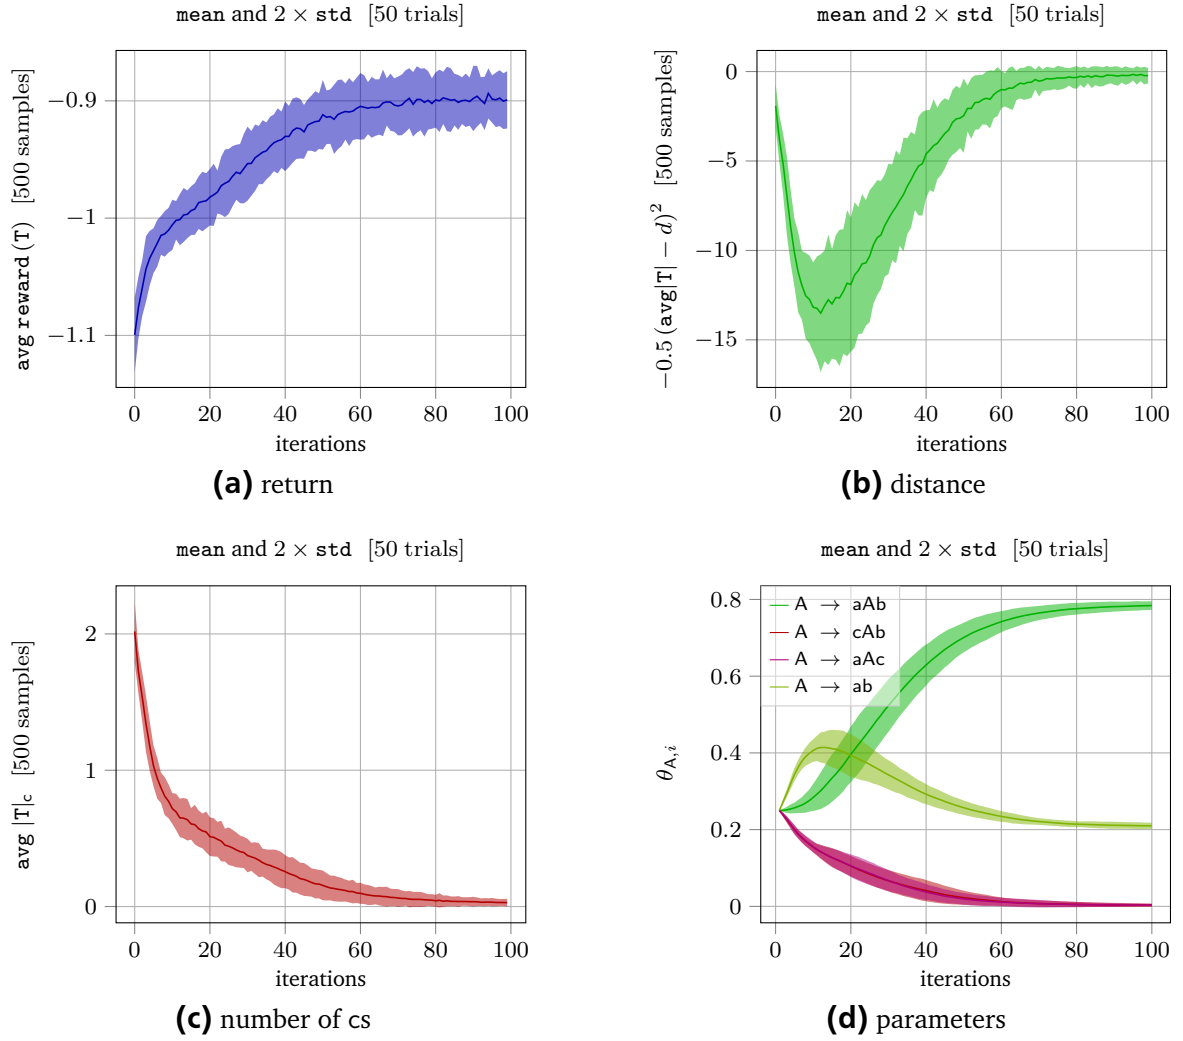 mean and 2 × std [50 trials]
avg reward(T) [500 samples]
−0.9
−1
−1.1
0 20 40 60 80 100
iterations
(a) return
mean and 2 × std [50 trials]
−0.5(avg|T| − d)² [500 samples]
0
−5
−10
−15
0 20 40 60 80 100
iterations
(b) distance
mean and 2 × std [50 trials]
avg |T|c [500 samples]
2
1
0
0 20 40 60 80 100
iterations
(c) number of cs
mean and 2 × std [50 trials]
θA,i
0.8
0.6
0.4
0.2
0
A → aAb
A → cAb
A → aAc
A → ab
0 20 40 60 80 100
iterations
(d) parameters